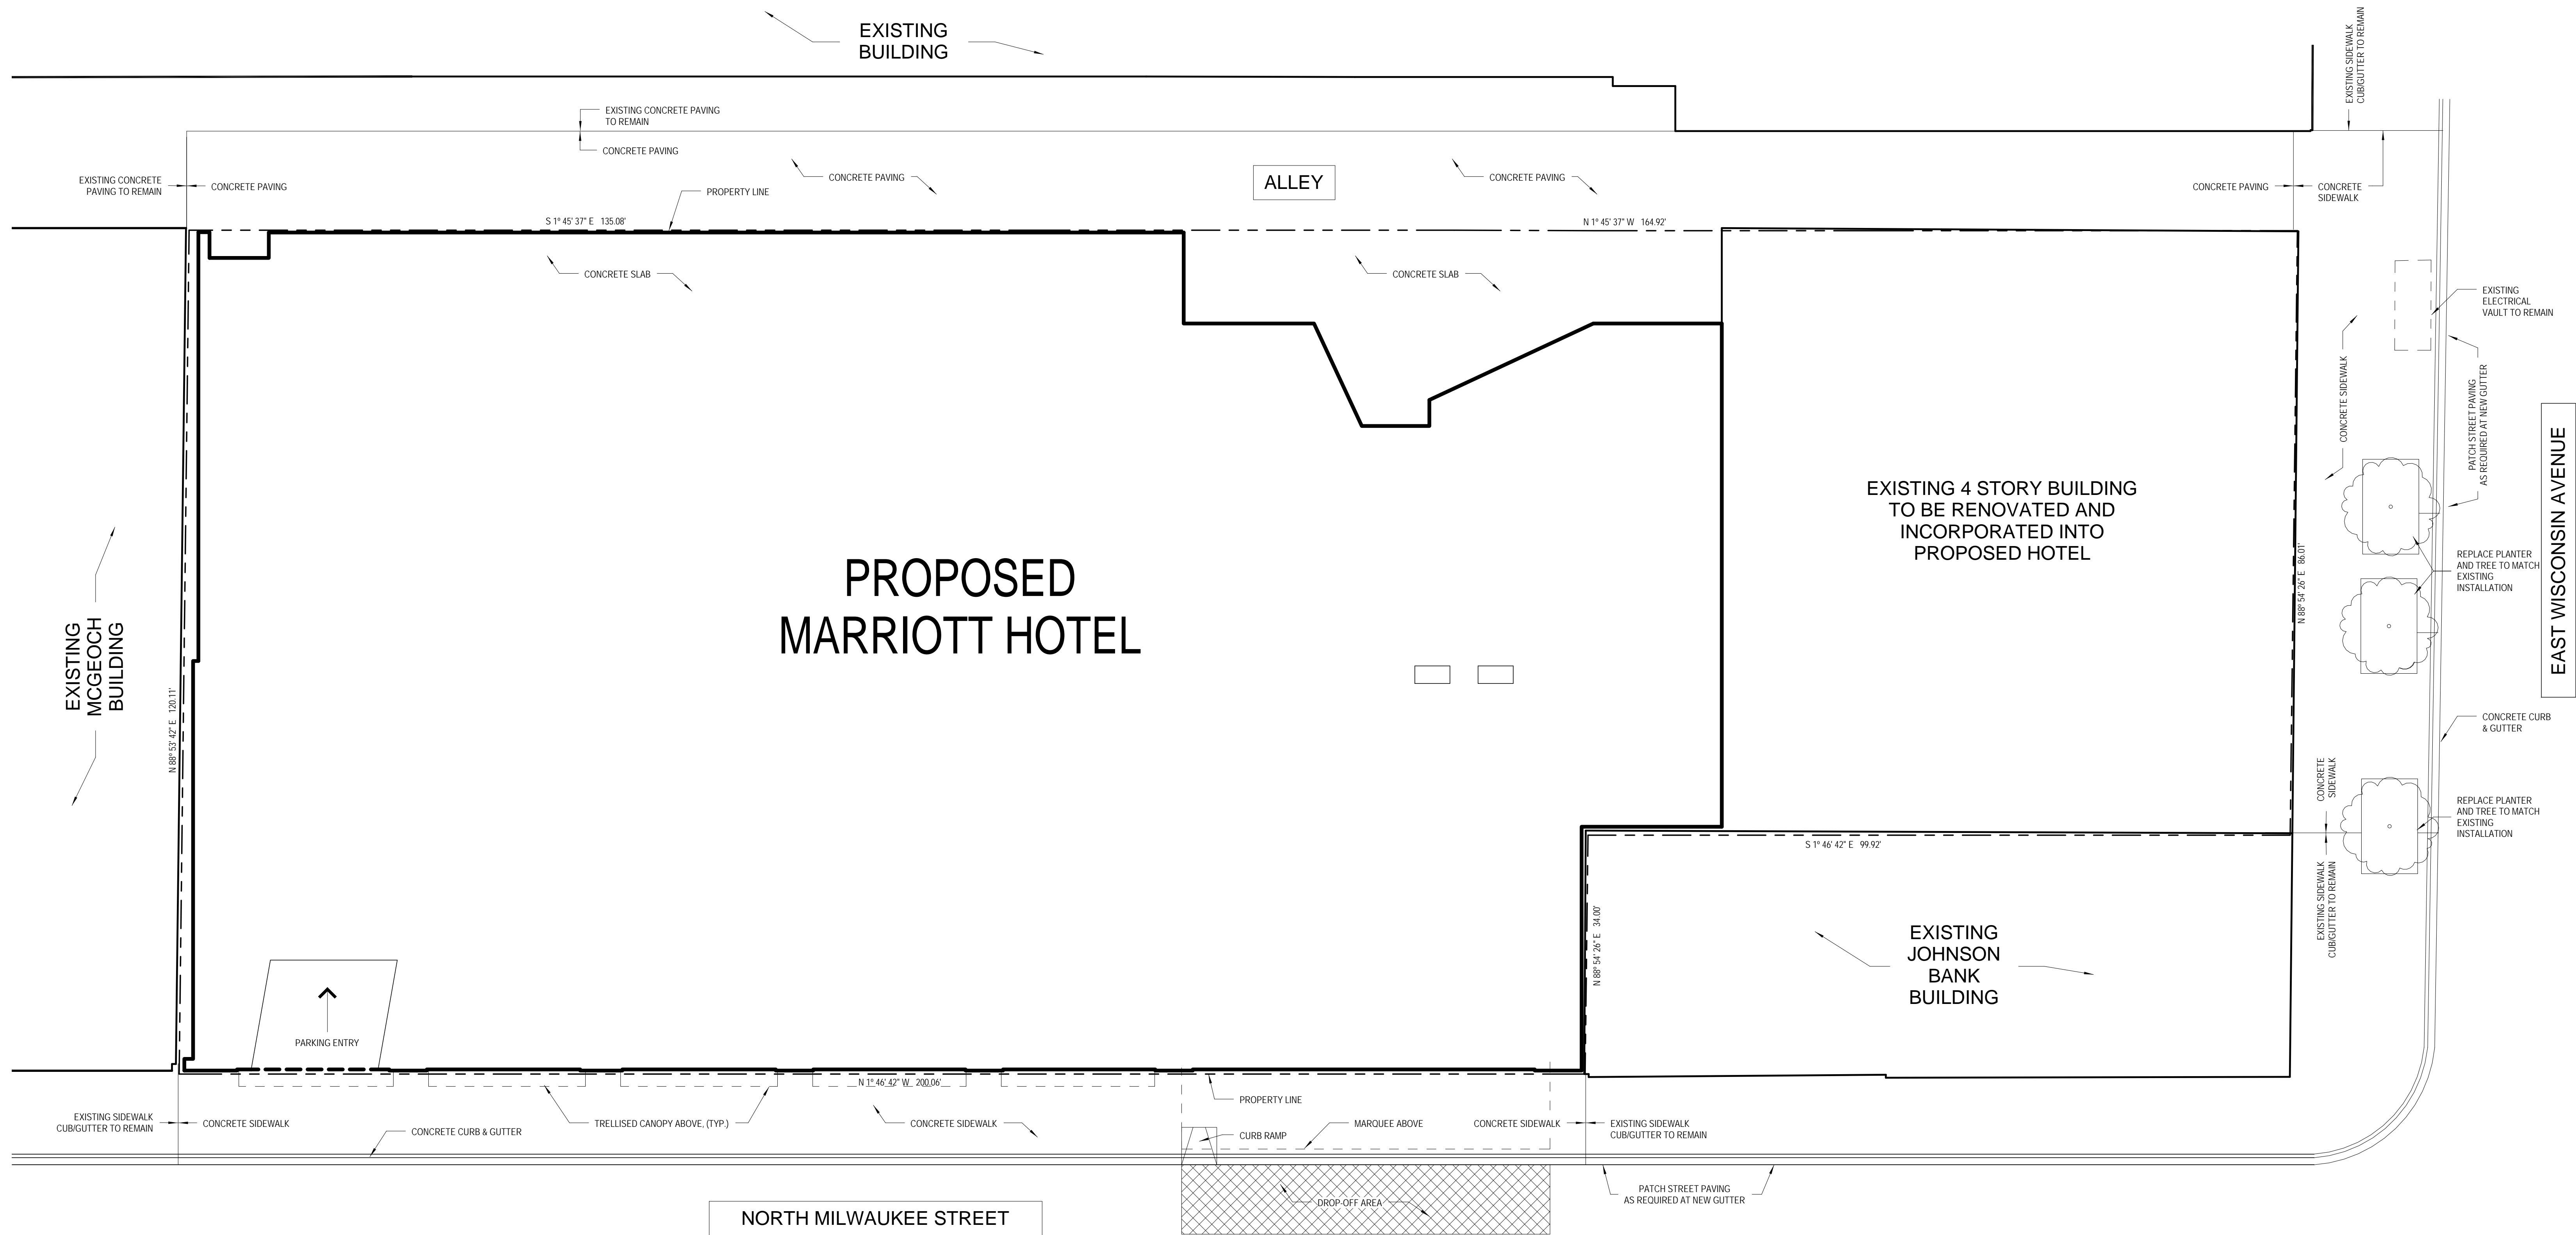 EXISTING
BUILDING
EXISTING SIDEWALK
CUB/GUTTER TO REMAIN
EXISTING CONCRETE PAVING
TO REMAIN
CONCRETE PAVING
EXISTING CONCRETE
PAVING TO REMAIN
CONCRETE PAVING
CONCRETE PAVING
PROPERTY LINE
ALLEY
CONCRETE PAVING
CONCRETE PAVING
CONCRETE
SIDEWALK
S 1° 45' 37" E 135.08'
N 1° 45' 37" W 164.92'
CONCRETE SLAB
CONCRETE SLAB
EXISTING
ELECTRICAL
VAULT TO REMAIN
CONCRETE SIDEWALK
PATCH STREET PAVING
AS REQUIRED AT NEW GUTTER
EAST WISCONSIN AVENUE
EXISTING 4 STORY BUILDING
TO BE RENOVATED AND
INCORPORATED INTO
PROPOSED HOTEL
PROPOSED
MARRIOTT HOTEL
N 88° 54' 26" E 86.01'
REPLACE PLANTER
AND TREE TO MATCH
EXISTING
INSTALLATION
EXISTING
MCGEOCH
BUILDING
N 88° 53' 42" E 120.11'
CONCRETE CURB
& GUTTER
CONCRETE
SIDEWALK
REPLACE PLANTER
AND TREE TO MATCH
EXISTING
INSTALLATION
S 1° 46' 42" E 99.92'
EXISTING SIDEWALK
CUB/GUTTER TO REMAIN
N 88° 54' 26" E 34.00'
EXISTING
JOHNSON
BANK
BUILDING
PARKING ENTRY
N 1° 46' 42" W 200.06'
PROPERTY LINE
EXISTING SIDEWALK
CUB/GUTTER TO REMAIN
CONCRETE SIDEWALK
CONCRETE CURB & GUTTER
TRELLISED CANOPY ABOVE, (TYP.)
CONCRETE SIDEWALK
CURB RAMP
MARQUEE ABOVE
CONCRETE SIDEWALK
EXISTING SIDEWALK
CUB/GUTTER TO REMAIN
DROP-OFF AREA
PATCH STREET PAVING
AS REQUIRED AT NEW GUTTER
NORTH MILWAUKEE STREET